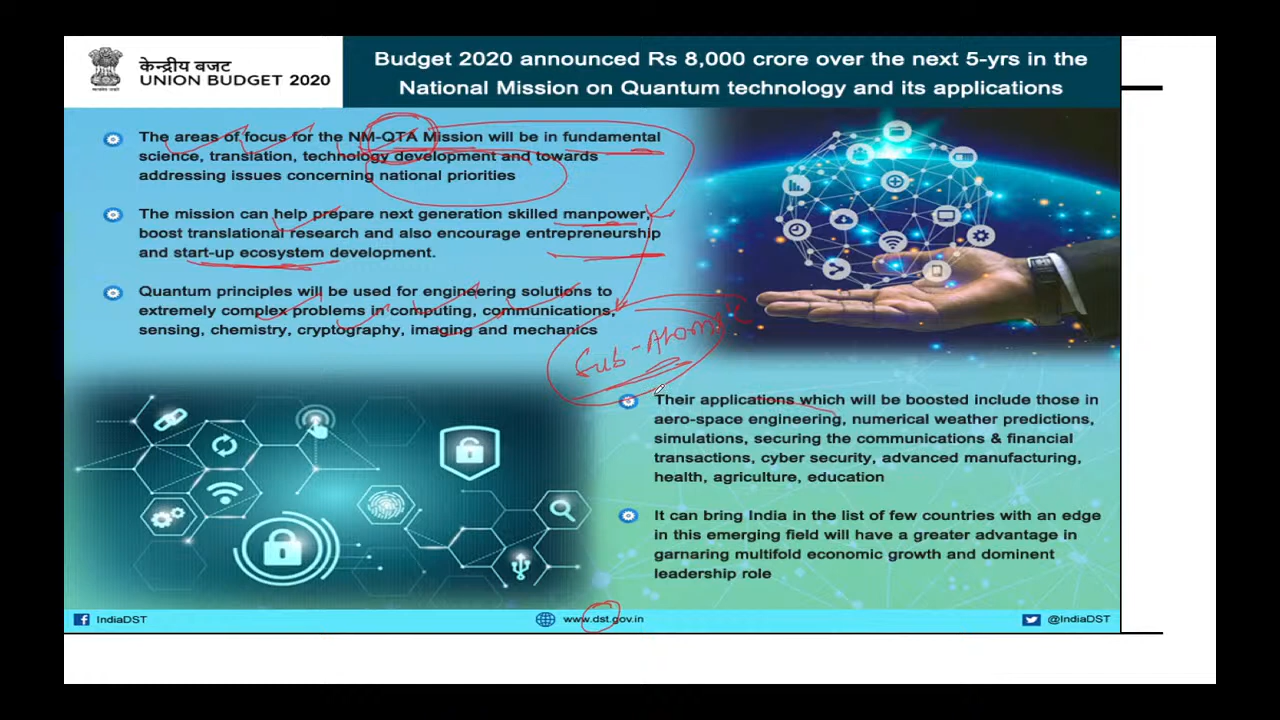 केन्द्रीय बजट
UNION BUDGET 2020
Budget 2020 announced Rs 8,000 crore over the next 5-yrs in the
National Mission on Quantum technology and its applications
The areas of focus for the NM-QTA Mission will be in fundamental
science, translation, technology development and towards
addressing issues concerning national priorities
The mission can help prepare next generation skilled manpower,
boost translational research and also encourage entrepreneurship
and start-up ecosystem development.
Quantum principles will be used for engineering solutions to
extremely complex problems in computing, communications,
sensing, chemistry, cryptography, imaging and mechanics
Sub-Atomic
Their applications which will be boosted include those in
aero-space engineering, numerical weather predictions,
simulations, securing the communications & financial
transactions, cyber security, advanced manufacturing,
health, agriculture, education
It can bring India in the list of few countries with an edge
in this emerging field will have a greater advantage in
garnaring multifold economic growth and dominent
leadership role
IndiaDST
www.dst.gov.in
@IndiaDST